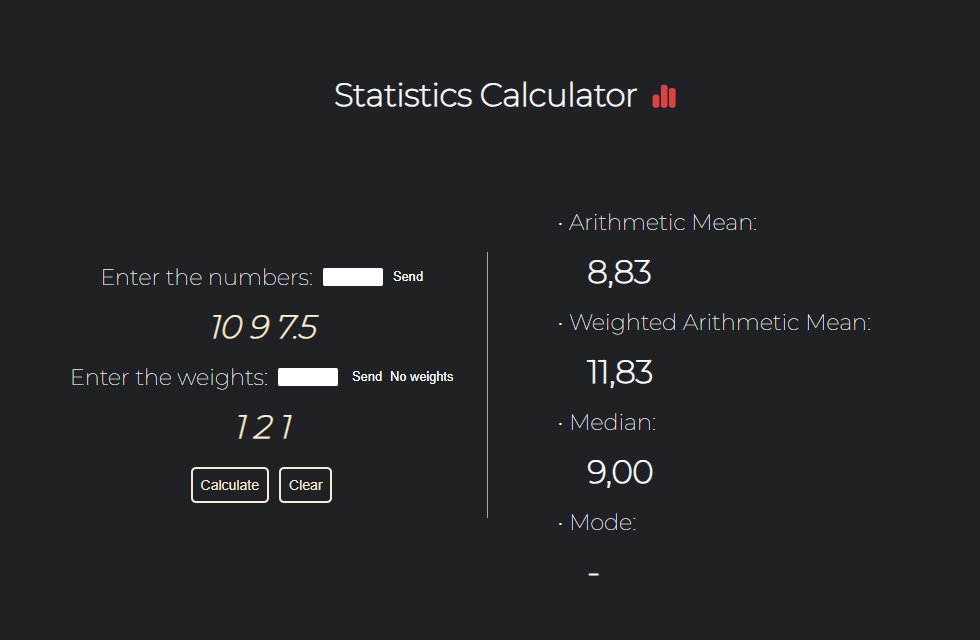 Statistics Calculator
Enter the numbers: Send
10 9 7.5
Enter the weights: Send No weights
1 2 1
Calculate Clear
· Arithmetic Mean:
8,83
· Weighted Arithmetic Mean:
11,83
· Median:
9,00
· Mode:
-